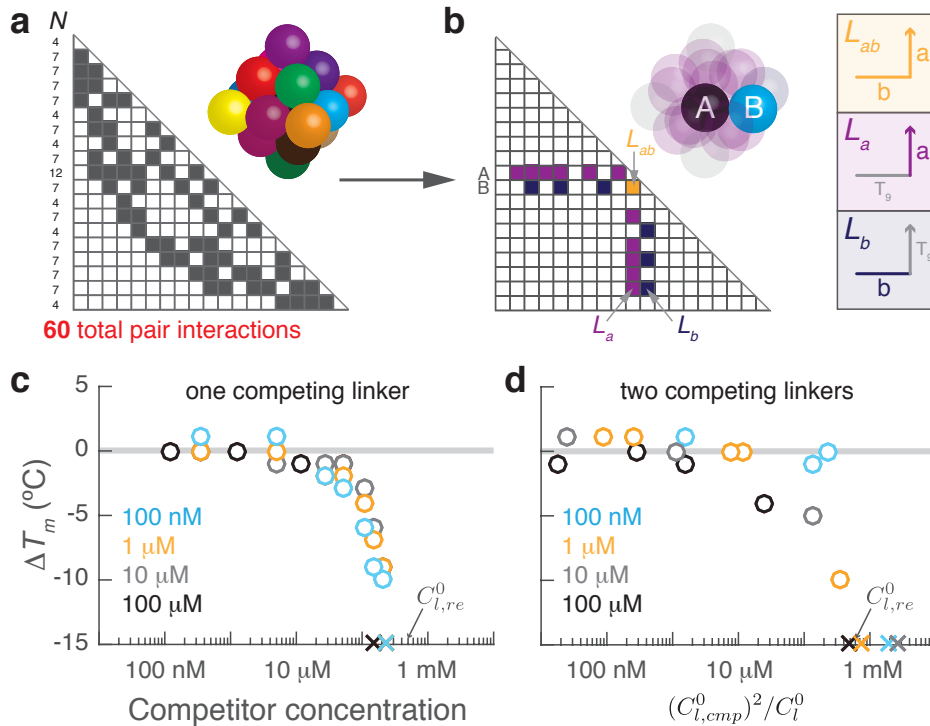 a
N
4
7
7
7
7
4
7
4
7
12
7
4
7
4
7
7
7
7
4
60 total pair interactions
b
A B
L_ab
A
B
L_a
L_b
L_ab
a
b
L_a
a
T_9
L_b
T_9
b
c
one competing linker
5
0
-5
-10
-15
ΔT_m (ºC)
100 nM
1 μM
10 μM
100 μM
C^0_{l,re}
100 nM 10 μM 1 mM
Competitor concentration
d
two competing linkers
100 nM
1 μM
10 μM
100 μM
C^0_{l,re}
10 μM 1 mM
(C^0_{l,cmp})^2/C^0_l